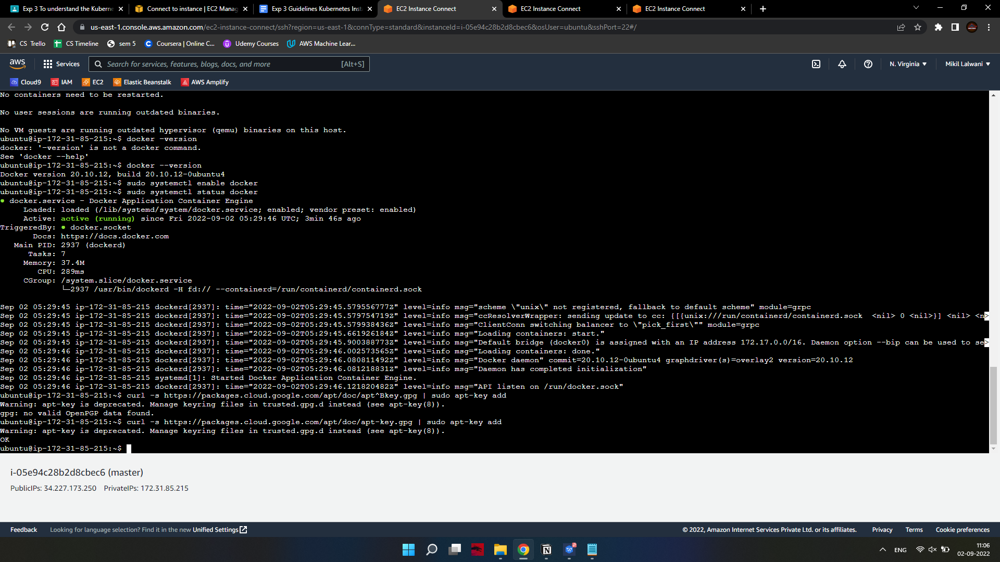 Exp 3 To understand the Kuberne
Connect to instance | EC2 Manag
Exp 3 Guidelines Kubernetes Inst
EC2 Instance Connect
EC2 Instance Connect
EC2 Instance Connect
us-east-1.console.aws.amazon.com/ec2-instance-connect/ssh?region=us-east-1&connType=standard&instanceId=i-05e94c28b2d8cbec6&osUser=ubuntu&sshPort=22#/
CS Trello
CS Timeline
sem 5
Coursera | Online C...
Udemy Courses
AWS Machine Lear...
aws
Services
Search for services, features, blogs, docs, and more
[Alt+S]
N. Virginia
Mikil Lalwani
Cloud9
IAM
EC2
Elastic Beanstalk
AWS Amplify
No containers need to be restarted.
No user sessions are running outdated binaries.
No VM guests are running outdated hypervisor (qemu) binaries on this host.
ubuntu@ip-172-31-85-215:~$ docker -version
docker: '-version' is not a docker command.
See 'docker --help'
ubuntu@ip-172-31-85-215:~$ docker --version
Docker version 20.10.12, build 20.10.12-0ubuntu4
ubuntu@ip-172-31-85-215:~$ sudo systemctl enable docker
ubuntu@ip-172-31-85-215:~$ sudo systemctl status docker
● docker.service - Docker Application Container Engine
Loaded: loaded (/lib/systemd/system/docker.service; enabled; vendor preset: enabled)
Active: active (running) since Fri 2022-09-02 05:29:46 UTC; 3min 46s ago
TriggeredBy: ● docker.socket
Docs: https://docs.docker.com
Main PID: 2937 (dockerd)
Tasks: 7
Memory: 37.4M
CPU: 289ms
CGroup: /system.slice/docker.service
└─2937 /usr/bin/dockerd -H fd:// --containerd=/run/containerd/containerd.sock
Sep 02 05:29:45 ip-172-31-85-215 dockerd[2937]: time="2022-09-02T05:29:45.579556777Z" level=info msg="scheme \"unix\" not registered, fallback to default scheme" module=grpc
Sep 02 05:29:45 ip-172-31-85-215 dockerd[2937]: time="2022-09-02T05:29:45.579754719Z" level=info msg="ccResolverWrapper: sending update to cc: {[{unix:///run/containerd/containerd.sock  <nil> 0 <nil>}] <nil> <n>
Sep 02 05:29:45 ip-172-31-85-215 dockerd[2937]: time="2022-09-02T05:29:45.579938436Z" level=info msg="ClientConn switching balancer to \"pick_first\"" module=grpc
Sep 02 05:29:45 ip-172-31-85-215 dockerd[2937]: time="2022-09-02T05:29:45.661926184Z" level=info msg="Loading containers: start."
Sep 02 05:29:45 ip-172-31-85-215 dockerd[2937]: time="2022-09-02T05:29:45.900388773Z" level=info msg="Default bridge (docker0) is assigned with an IP address 172.17.0.0/16. Daemon option --bip can be used to se>
Sep 02 05:29:46 ip-172-31-85-215 dockerd[2937]: time="2022-09-02T05:29:46.002573565Z" level=info msg="Loading containers: done."
Sep 02 05:29:46 ip-172-31-85-215 dockerd[2937]: time="2022-09-02T05:29:46.080811492Z" level=info msg="Docker daemon" commit=20.10.12-0ubuntu4 graphdriver(s)=overlay2 version=20.10.12
Sep 02 05:29:46 ip-172-31-85-215 dockerd[2937]: time="2022-09-02T05:29:46.081218831Z" level=info msg="Daemon has completed initialization"
Sep 02 05:29:46 ip-172-31-85-215 systemd[1]: Started Docker Application Container Engine.
Sep 02 05:29:46 ip-172-31-85-215 dockerd[2937]: time="2022-09-02T05:29:46.121820482Z" level=info msg="API listen on /run/docker.sock"
ubuntu@ip-172-31-85-215:~$ curl -s https://packages.cloud.google.com/apt/doc/apt^Bkey.gpg | sudo apt-key add
Warning: apt-key is deprecated. Manage keyring files in trusted.gpg.d instead (see apt-key(8)).
gpg: no valid OpenPGP data found.
ubuntu@ip-172-31-85-215:~$ curl -s https://packages.cloud.google.com/apt/doc/apt-key.gpg | sudo apt-key add
Warning: apt-key is deprecated. Manage keyring files in trusted.gpg.d instead (see apt-key(8)).
OK
ubuntu@ip-172-31-85-215:~$
i-05e94c28b2d8cbec6 (master)
PublicIPs: 34.227.173.250 PrivateIPs: 172.31.85.215
Feedback
Looking for language selection? Find it in the new Unified Settings
© 2022, Amazon Internet Services Private Ltd. or its affiliates.
Privacy
Terms
Cookie preferences
ENG
11:06
02-09-2022